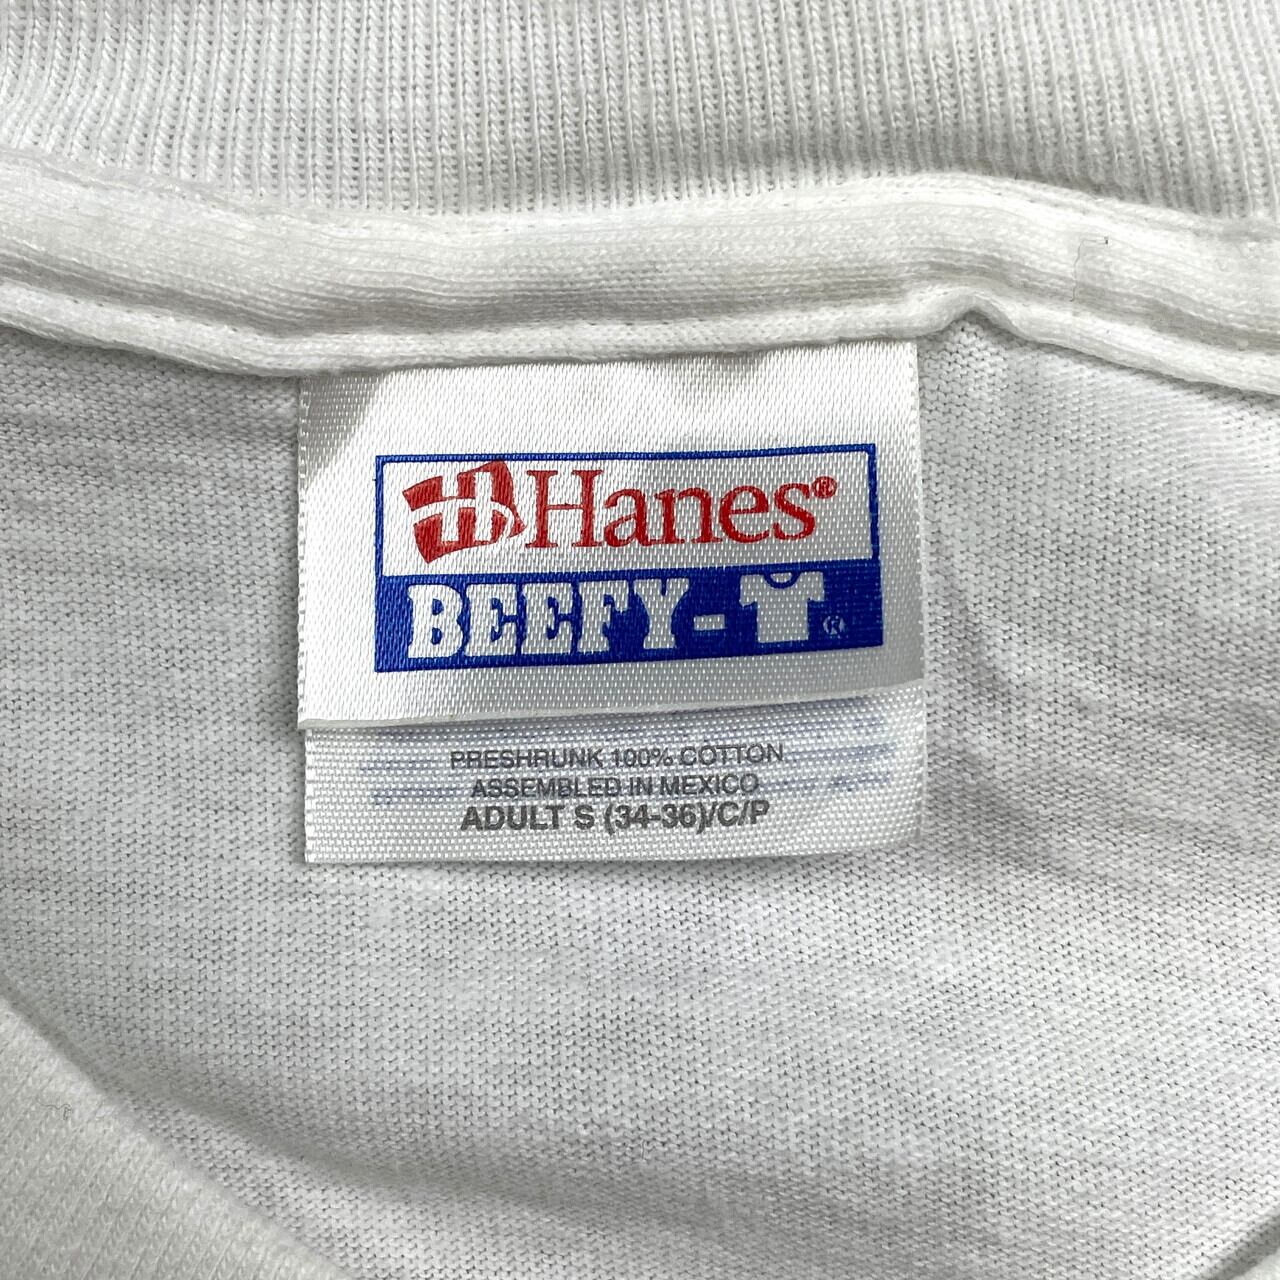 Hanes®
BEEFY-T®
PRESHRUNK 100% COTTON
ASSEMBLED IN MEXICO
ADULT S (34-36)/C/P